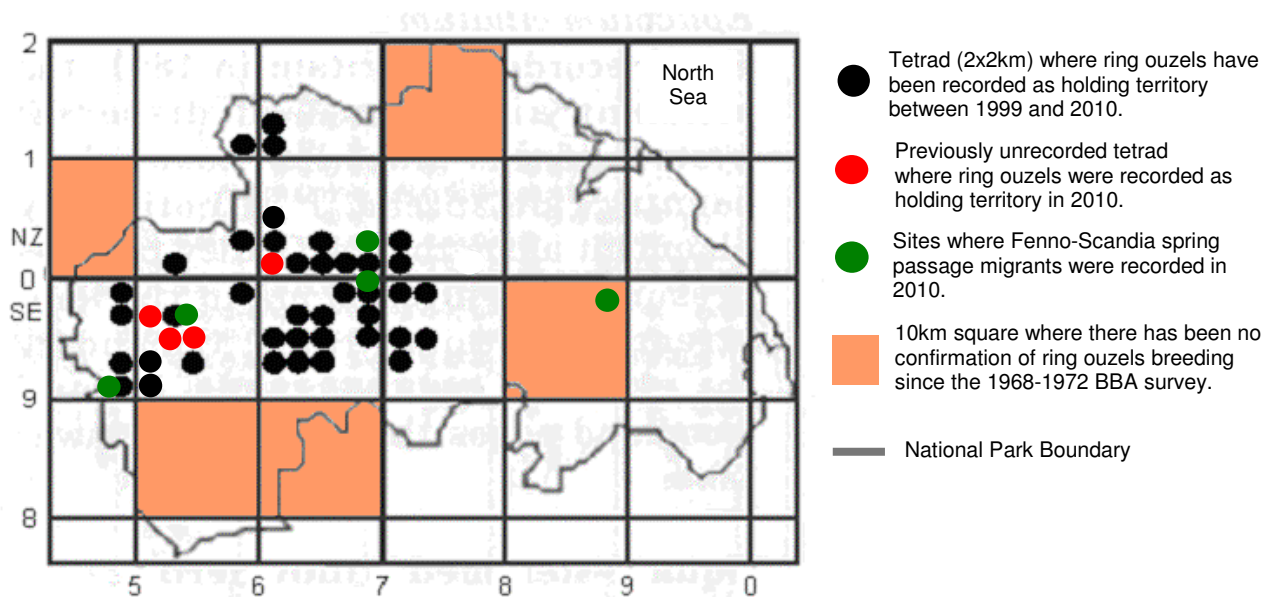 2
1
NZ
0
SE
9
8
5
6
7
8
9
0
North
Sea
Tetrad (2x2km) where ring ouzels have
been recorded as holding territory
between 1999 and 2010.
Previously unrecorded tetrad
where ring ouzels were recorded as
holding territory in 2010.
Sites where Fenno-Scandia spring
passage migrants were recorded in
2010.
10km square where there has been no
confirmation of ring ouzels breeding
since the 1968-1972 BBA survey.
National Park Boundary